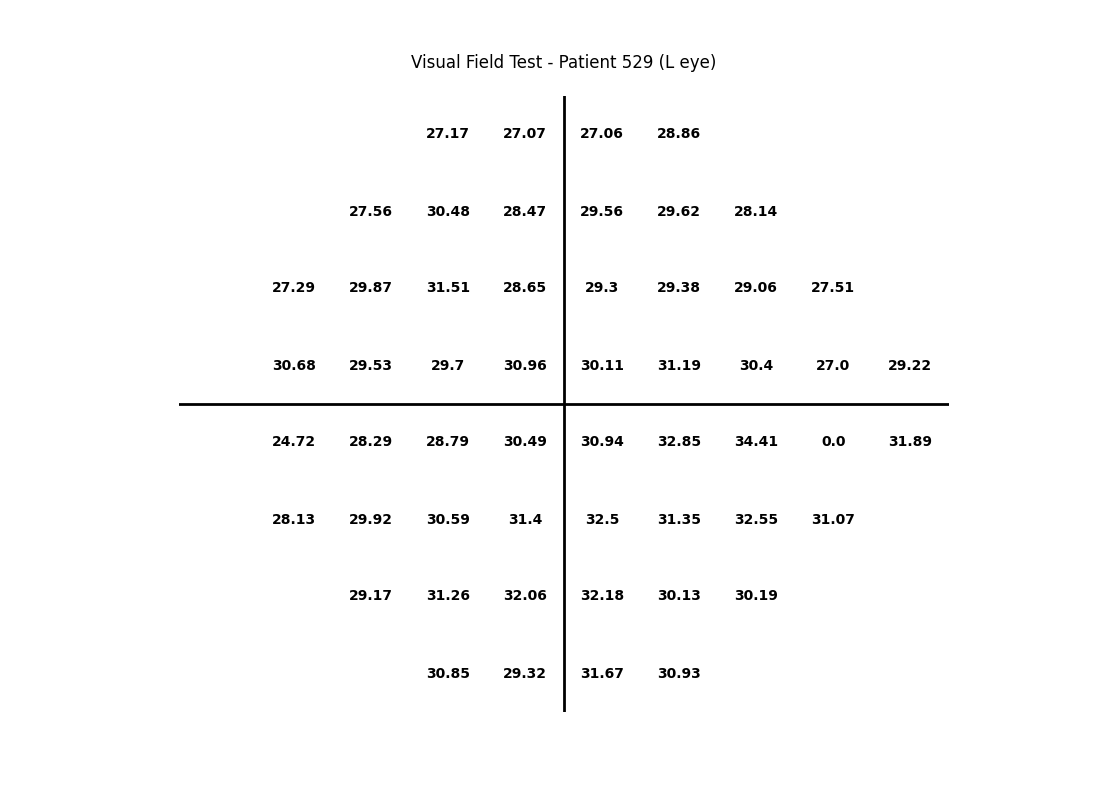 Visual Field Test - Patient 529 (L eye)
27.17 27.07 27.06 28.86
27.56 30.48 28.47 29.56 29.62 28.14
27.29 29.87 31.51 28.65 29.3 29.38 29.06 27.51
30.68 29.53 29.7 30.96 30.11 31.19 30.4 27.0 29.22
24.72 28.29 28.79 30.49 30.94 32.85 34.41 0.0 31.89
28.13 29.92 30.59 31.4 32.5 31.35 32.55 31.07
29.17 31.26 32.06 32.18 30.13 30.19
30.85 29.32 31.67 30.93